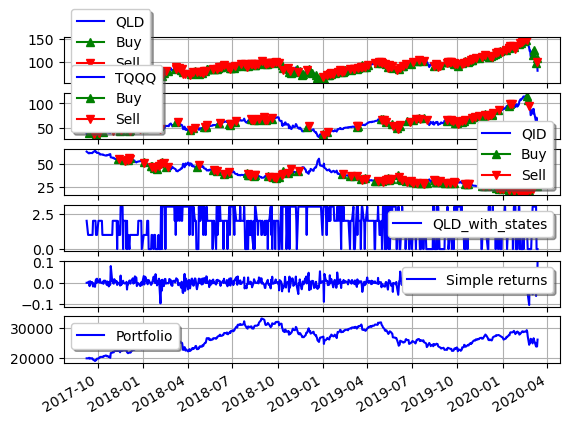 QLD
Buy
Sell
150
100
TQQQ
Buy
Sell
100
50
QID
Buy
Sell
50
25
QLD_with_states
2.5
0.0
Simple returns
0.1
0.0
−0.1
Portfolio
30000
20000
2017-10
2018-01
2018-04
2018-07
2018-10
2019-01
2019-04
2019-07
2019-10
2020-01
2020-04